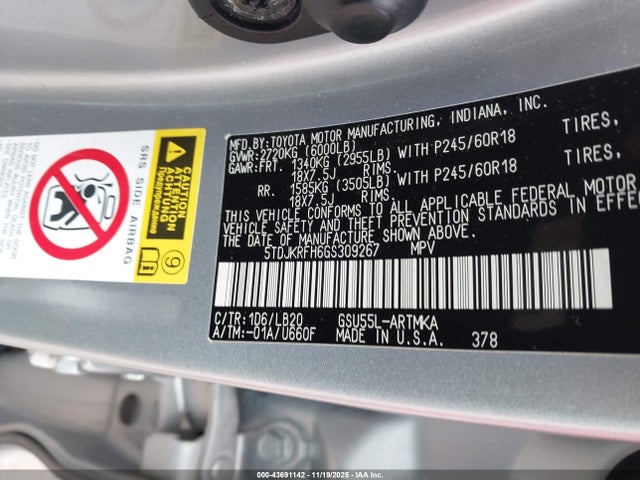 MFD.BY:TOYOTA MOTOR MANUFACTURING, INDIANA, INC.
GVWR:2720KG (6000LB)
GAWR:FRT. 1340KG (2955LB) WITH P245/60R18 TIRES,
18X7.5J RIMS,
RR. 1585KG (3505LB) WITH P245/60R18 TIRES,
18X7.5J RIMS.
THIS VEHICLE CONFORMS TO ALL APPLICABLE FEDERAL MOTOR
VEHICLE SAFETY AND THEFT PREVENTION STANDARDS IN EFFE
THE DATE OF MANUFACTURE SHOWN ABOVE.
5TDJKRFH6GS309267 MPV
C/TR:1D6/LB20 GSU55L-ARTMKA
A/TM:-01A/U660F MADE IN U.S.A. 378
SRS SIDE AIRBAG
ATTENTION
ATENCIÓN
ACHTUNG
9
000-43691142 - 11/19/2025 - IAA Inc.